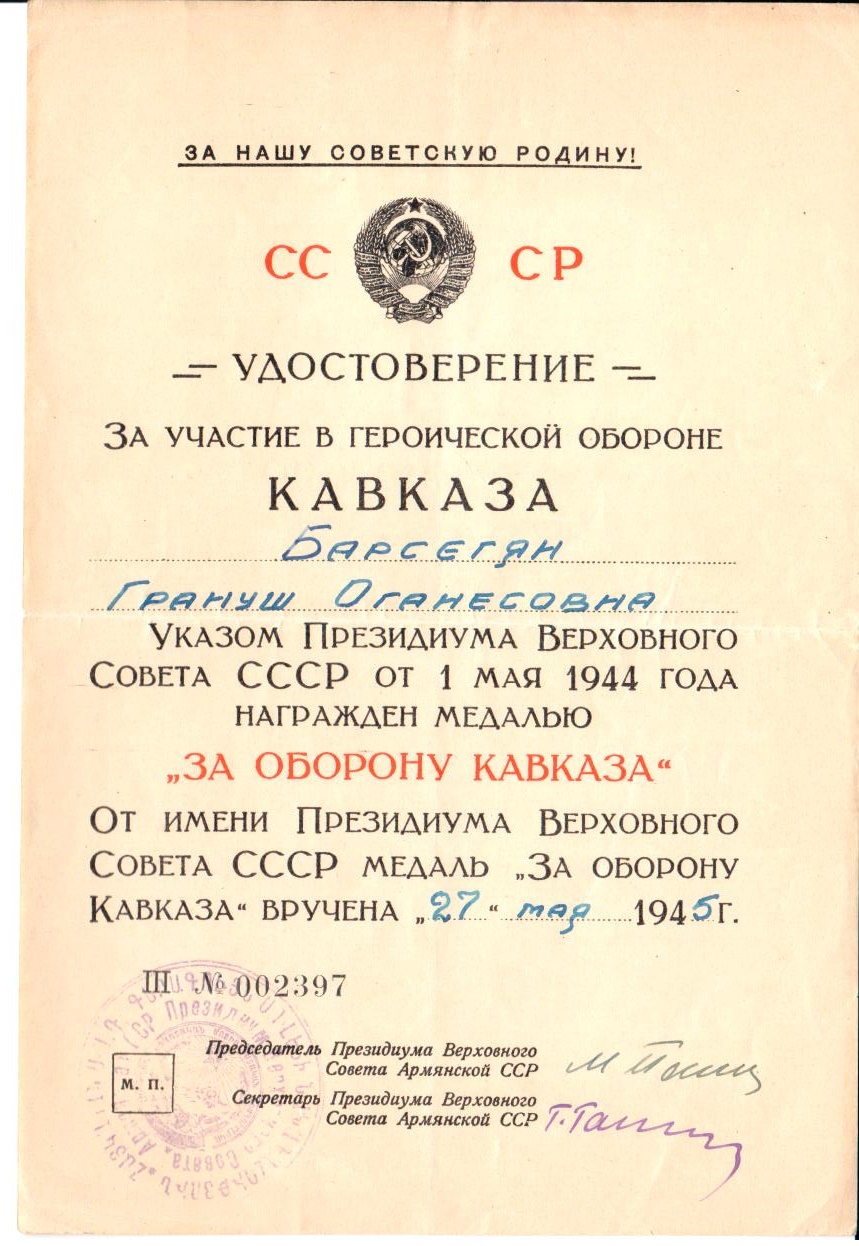 ЗА НАШУ СОВЕТСКУЮ РОДИНУ!
СС СР
УДОСТОВЕРЕНИЕ
ЗА УЧАСТИЕ В ГЕРОИЧЕСКОЙ ОБОРОНЕ
КАВКАЗА
БАРСЕГЯН
ГРАНУШ ОГАНЕСОВНА
УКАЗОМ ПРЕЗИДИУМА ВЕРХОВНОГО
СОВЕТА СССР ОТ 1 МАЯ 1944 ГОДА
НАГРАЖДЕН МЕДАЛЬЮ
„ЗА ОБОРОНУ КАВКАЗА“
ОТ ИМЕНИ ПРЕЗИДИУМА ВЕРХОВНОГО
СОВЕТА СССР МЕДАЛЬ „ЗА ОБОРОНУ
КАВКАЗА“ ВРУЧЕНА „27“ мая 1945 г.
III № 002397
Председатель Президиума Верховного
Совета Армянской ССР
М. П.
Секретарь Президиума Верховного
Совета Армянской ССР